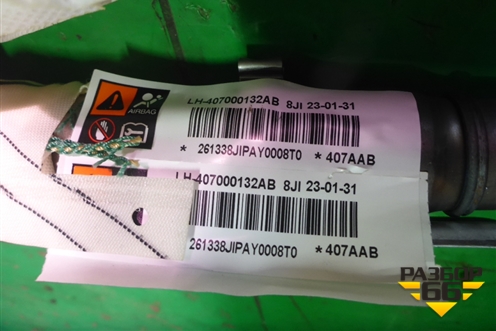 LH-407000132AB 8JI 23-01-31
AIRBAG
* 261338JIPAY0008T0 *407AAB
LH-407000132AB 8JI 23-01-31
261338JIPAY0008T0 *407AAB
РАЗБОР
66